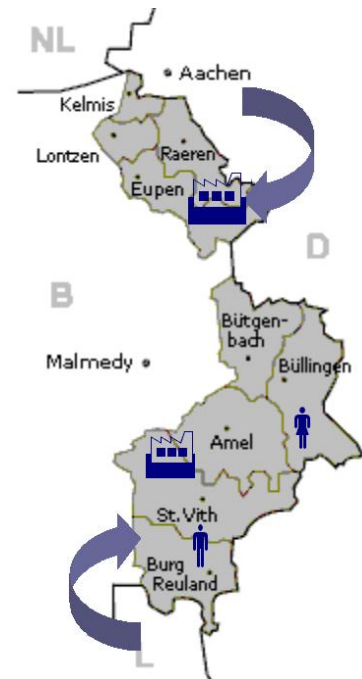 NL
Aachen
Kelmis
Lontzen
Raeren
Eupen
D
B
Bütgen-
bach
Malmedy
Büllingen
Amel
St. Vith
Burg
Reuland
L